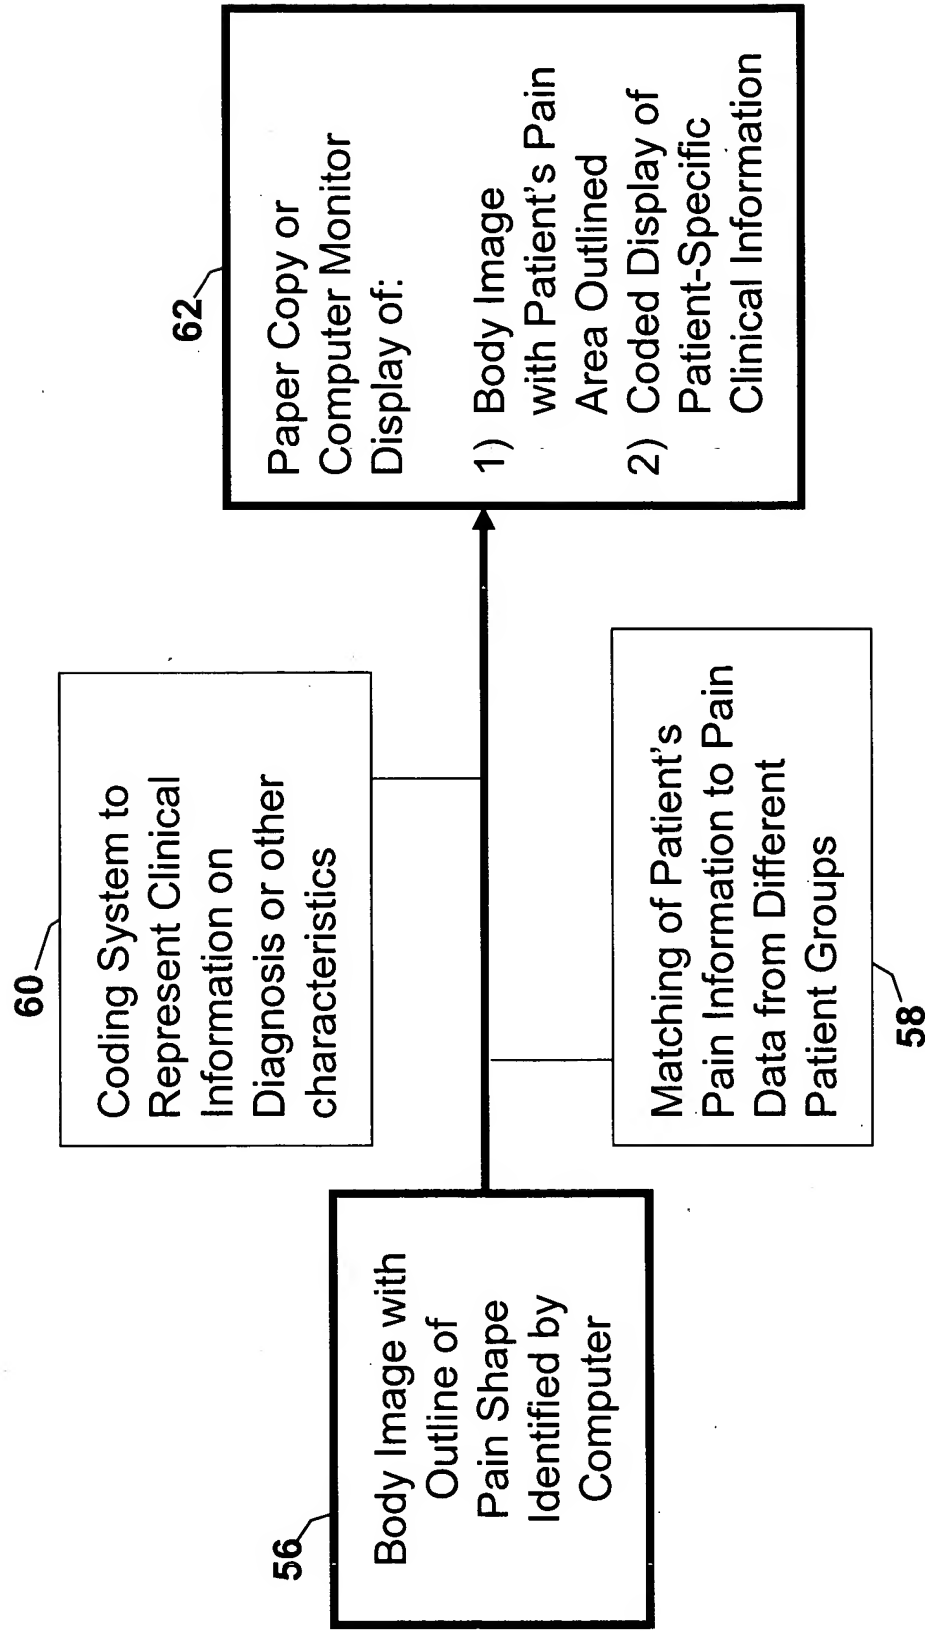 56
Body Image with
Outline of
Pain Shape
Identified by
Computer
60
Coding System to
Represent Clinical
Information on
Diagnosis or other
characteristics
Matching of Patient's
Pain Information to Pain
Data from Different
Patient Groups
58
62
Paper Copy or
Computer Monitor
Display of:
1) Body Image
with Patient's Pain
Area Outlined
2) Coded Display of
Patient-Specific
Clinical Information